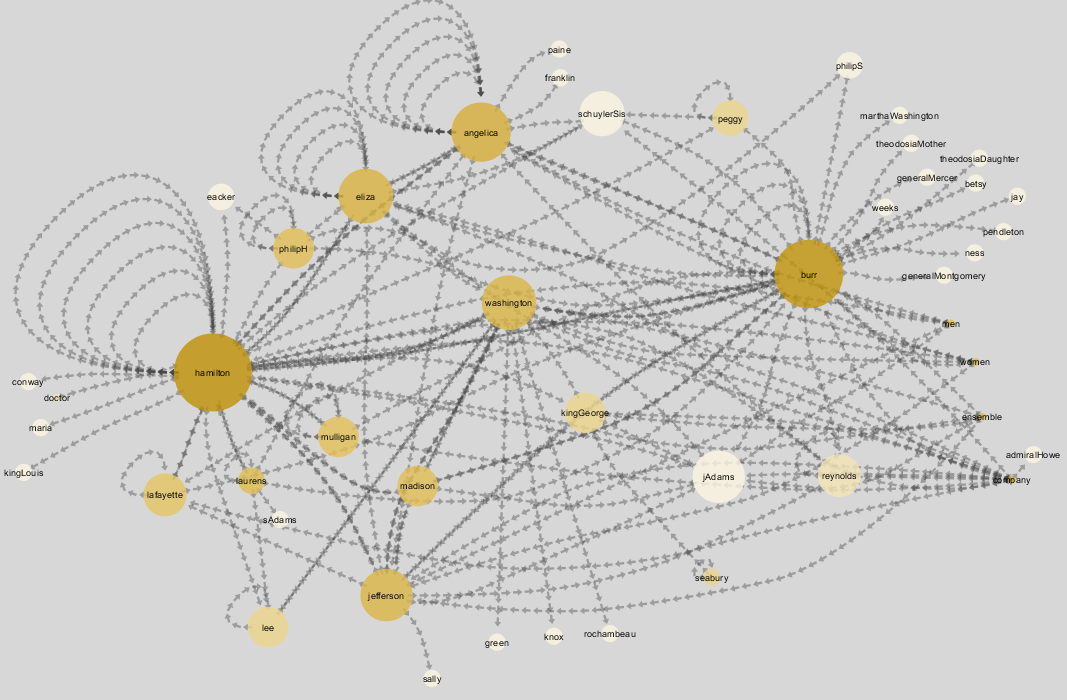 paine
philipS
franklin
schuylerSis
marthaWashington
peggy
angelica
theodosiaMother
theodosiaDaughter
generalMercer
betsy
eacker
eliza
jay
weeks
pendleton
philipH
ness
burr
generalMontgomery
washington
men
women
hamilton
conway
doctor
kingGeorge
ensemble
maria
mulligan
admiralHowe
kingLouis
jAdams
reynolds
company
laurens
madison
lafayette
sAdams
seabury
jefferson
lee
rochambeau
knox
green
sally